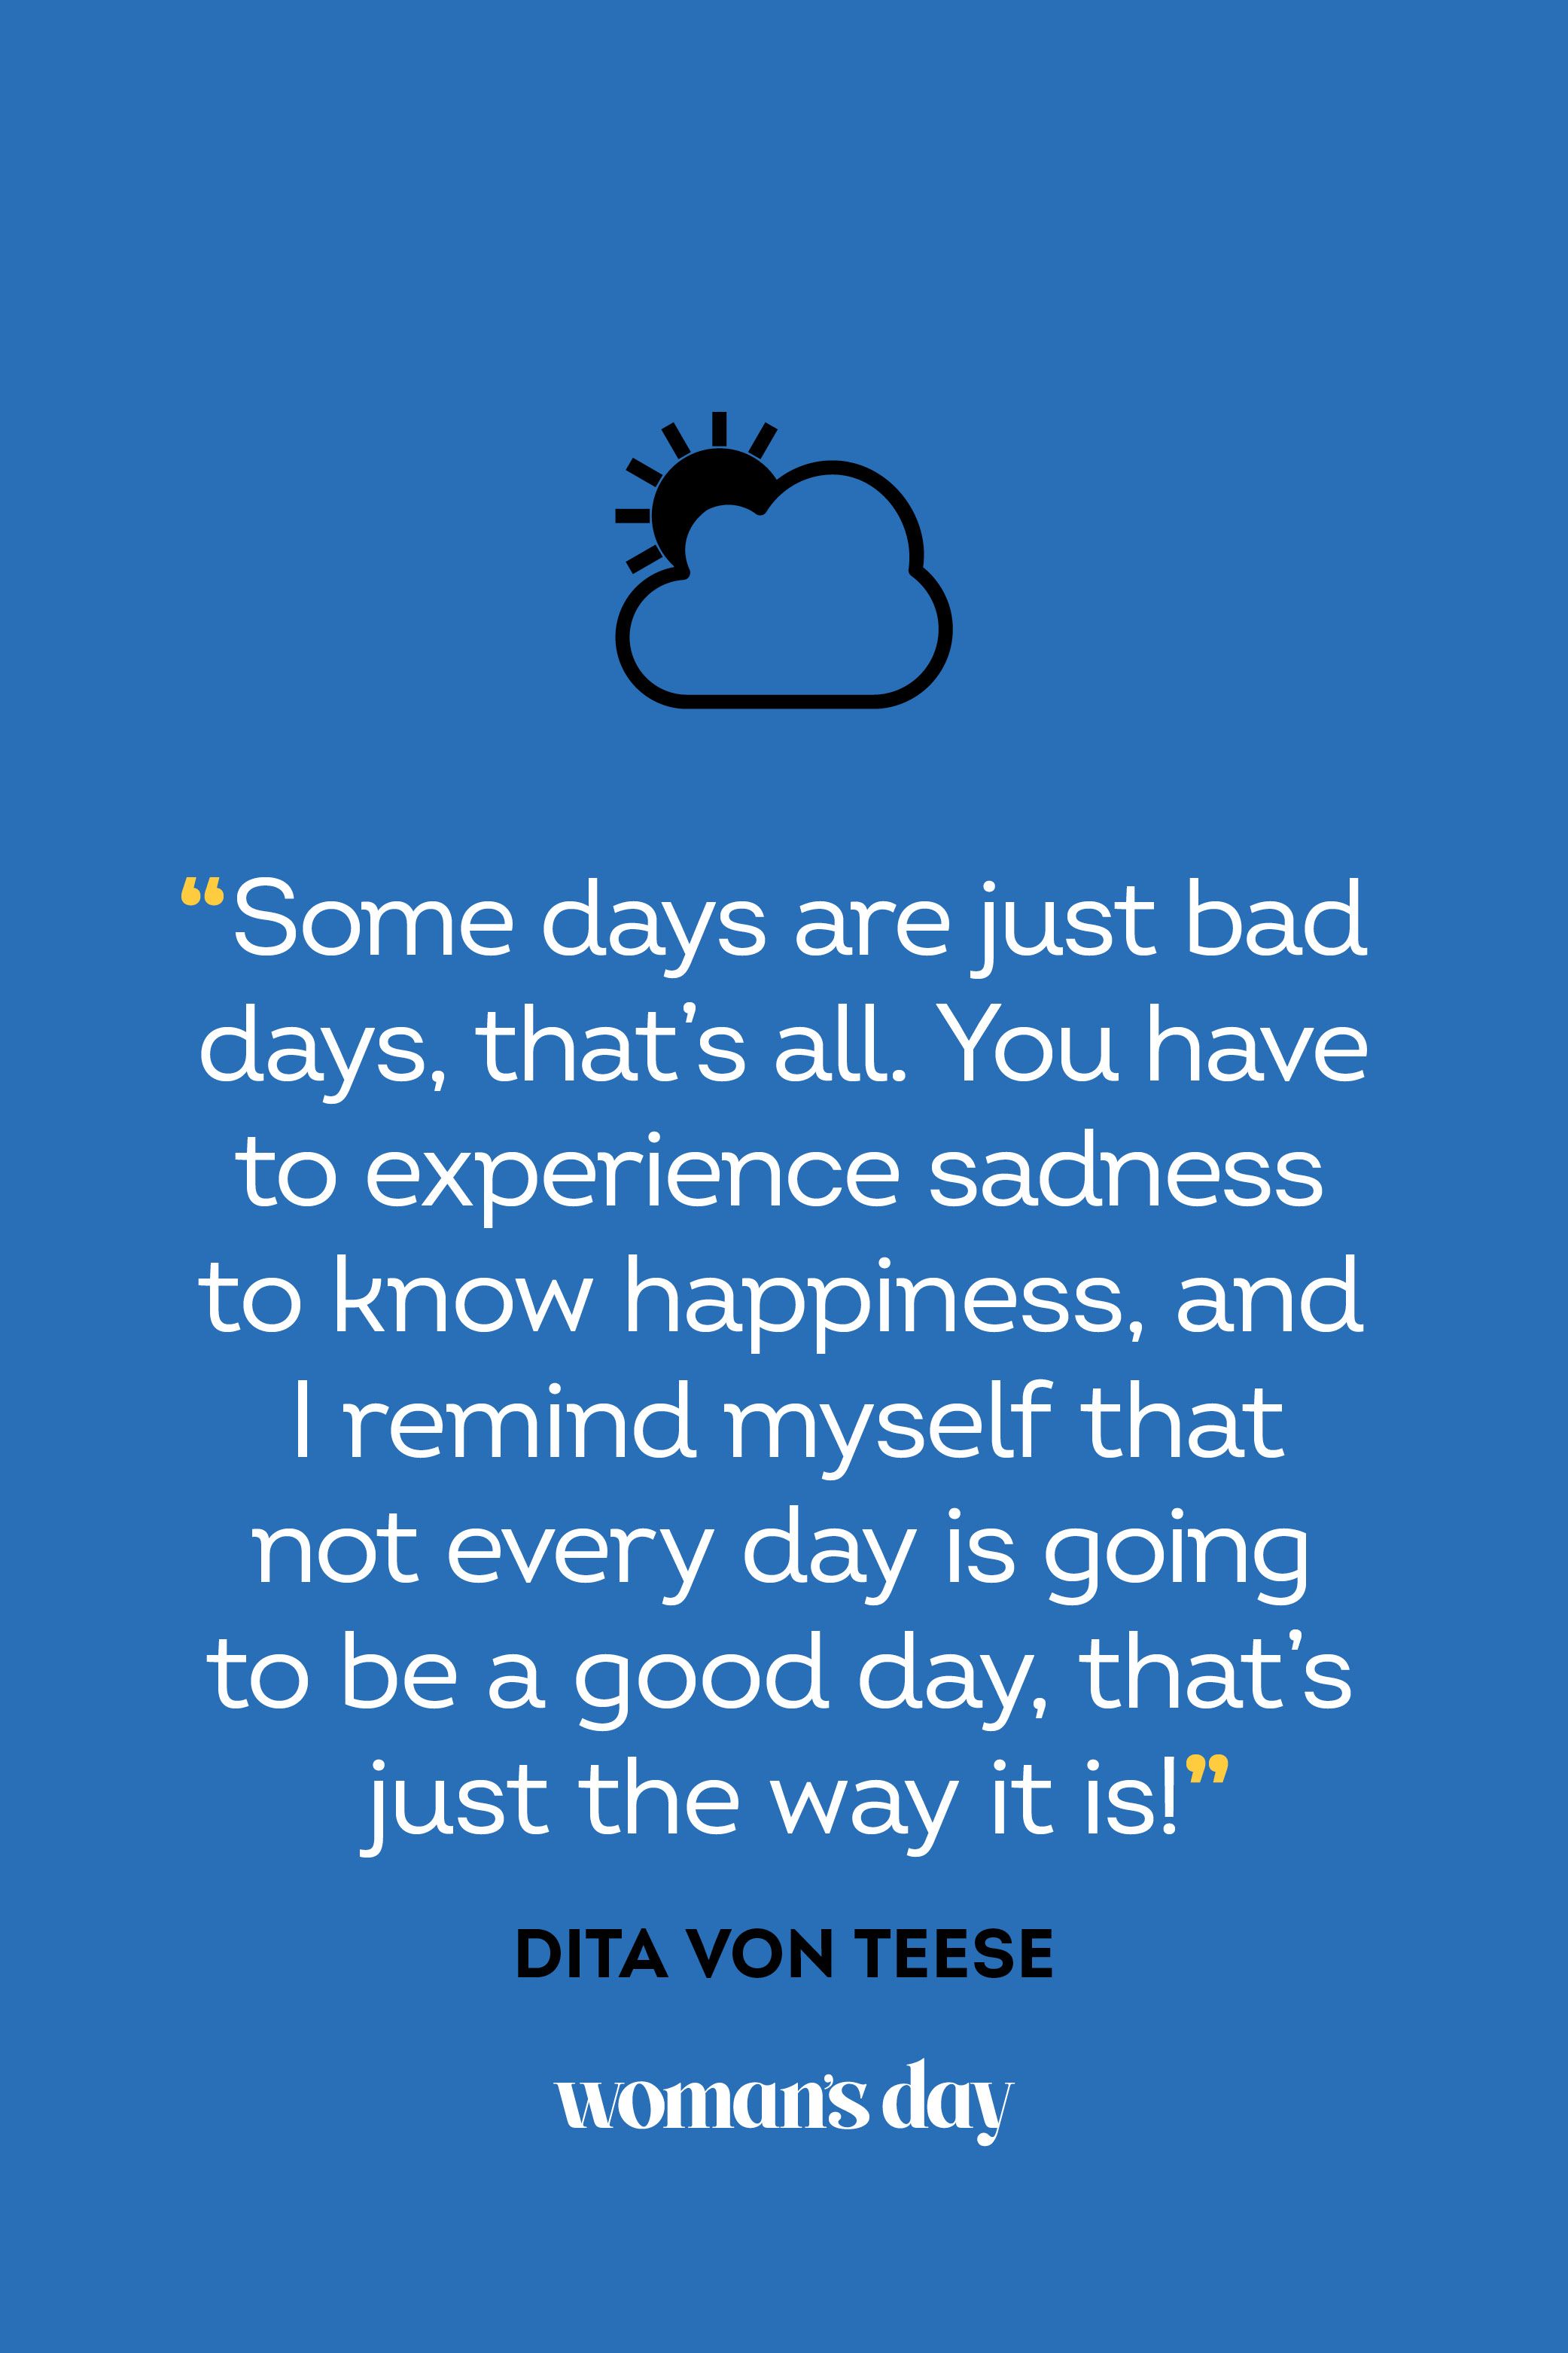 “Some days are just bad
days, that’s all. You have
to experience sadness
to know happiness, and
I remind myself that
not every day is going
to be a good day, that’s
just the way it is!”
DITA VON TEESE
woman’s day